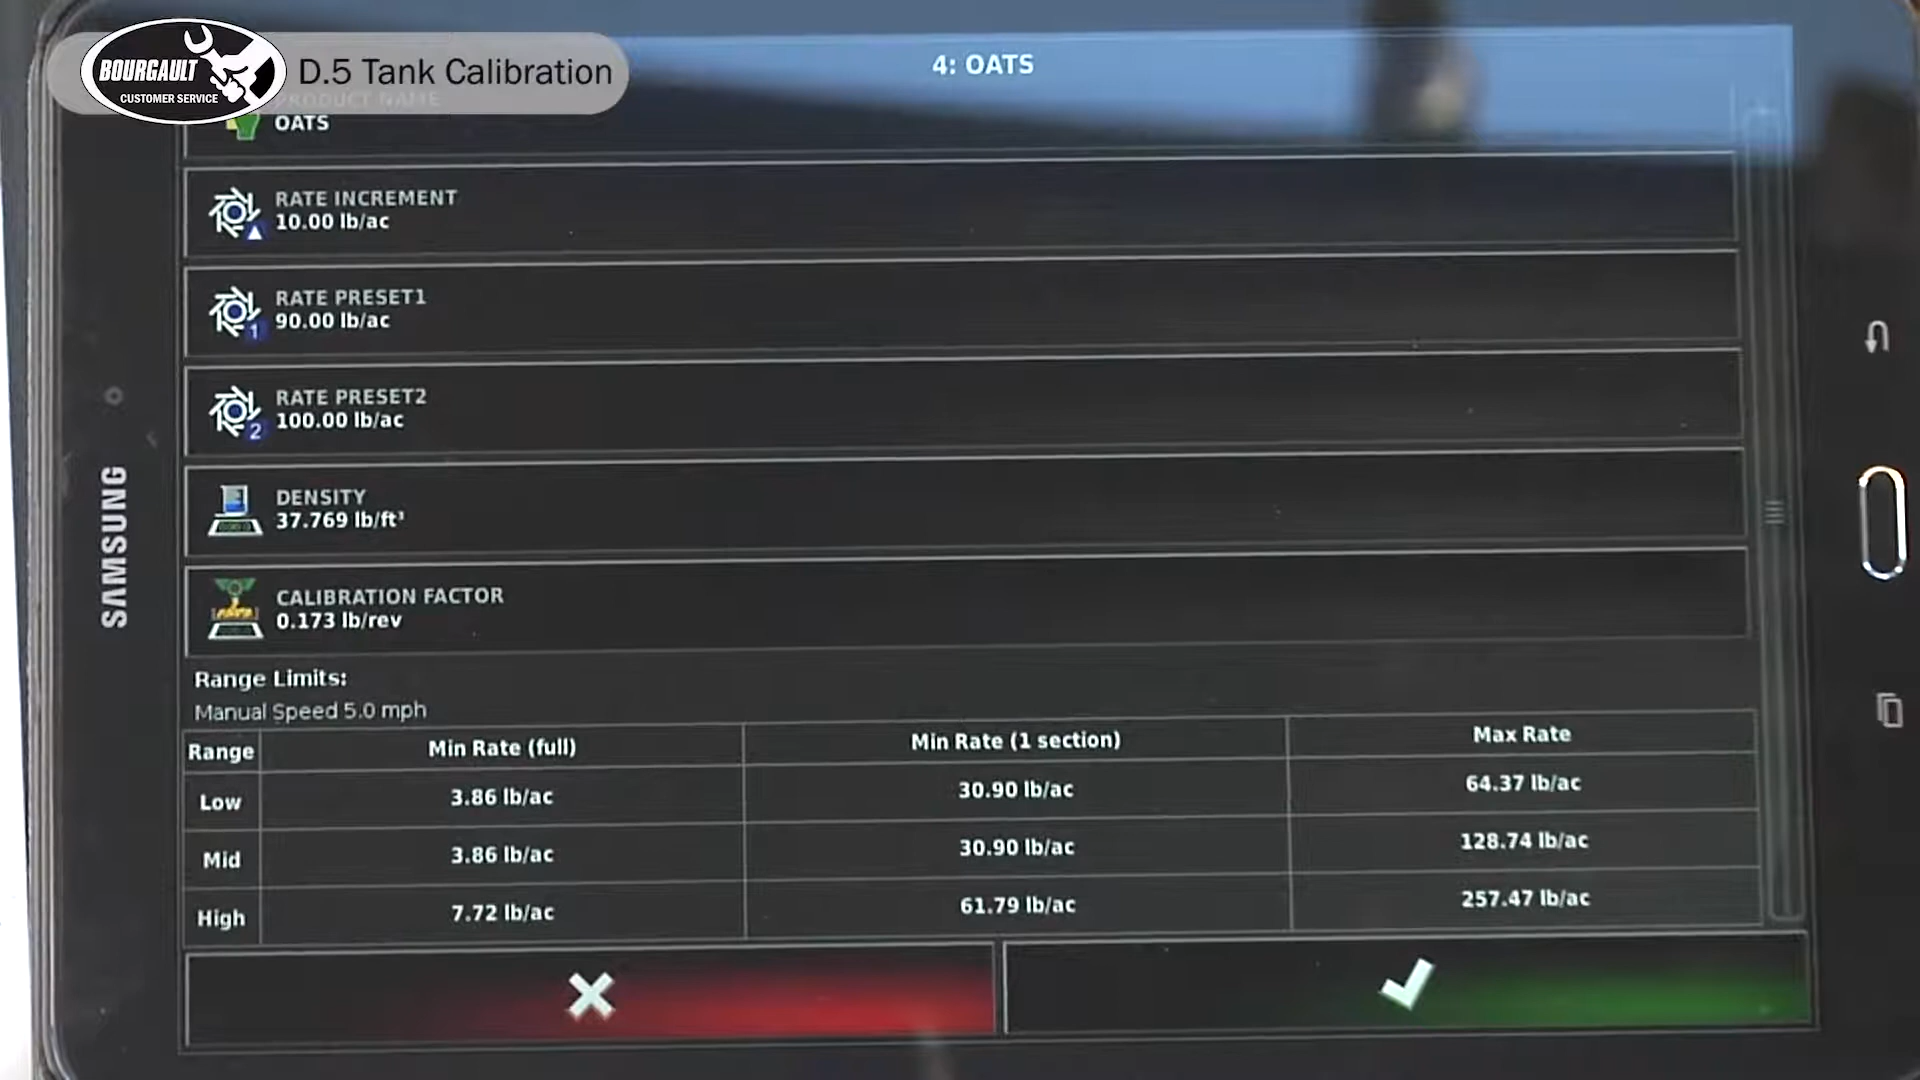 BOURGAULT
CUSTOMER SERVICE
D.5 Tank Calibration
4: OATS
PRODUCT NAME
OATS
RATE INCREMENT
10.00 lb/ac
RATE PRESET1
90.00 lb/ac
1
RATE PRESET2
100.00 lb/ac
2
DENSITY
37.769 lb/ft³
CALIBRATION FACTOR
0.173 lb/rev
Range Limits:
Manual Speed 5.0 mph
Range Min Rate (full) Min Rate (1 section) Max Rate
Low 3.86 lb/ac 30.90 lb/ac 64.37 lb/ac
Mid 3.86 lb/ac 30.90 lb/ac 128.74 lb/ac
High 7.72 lb/ac 61.79 lb/ac 257.47 lb/ac
SAMSUNG